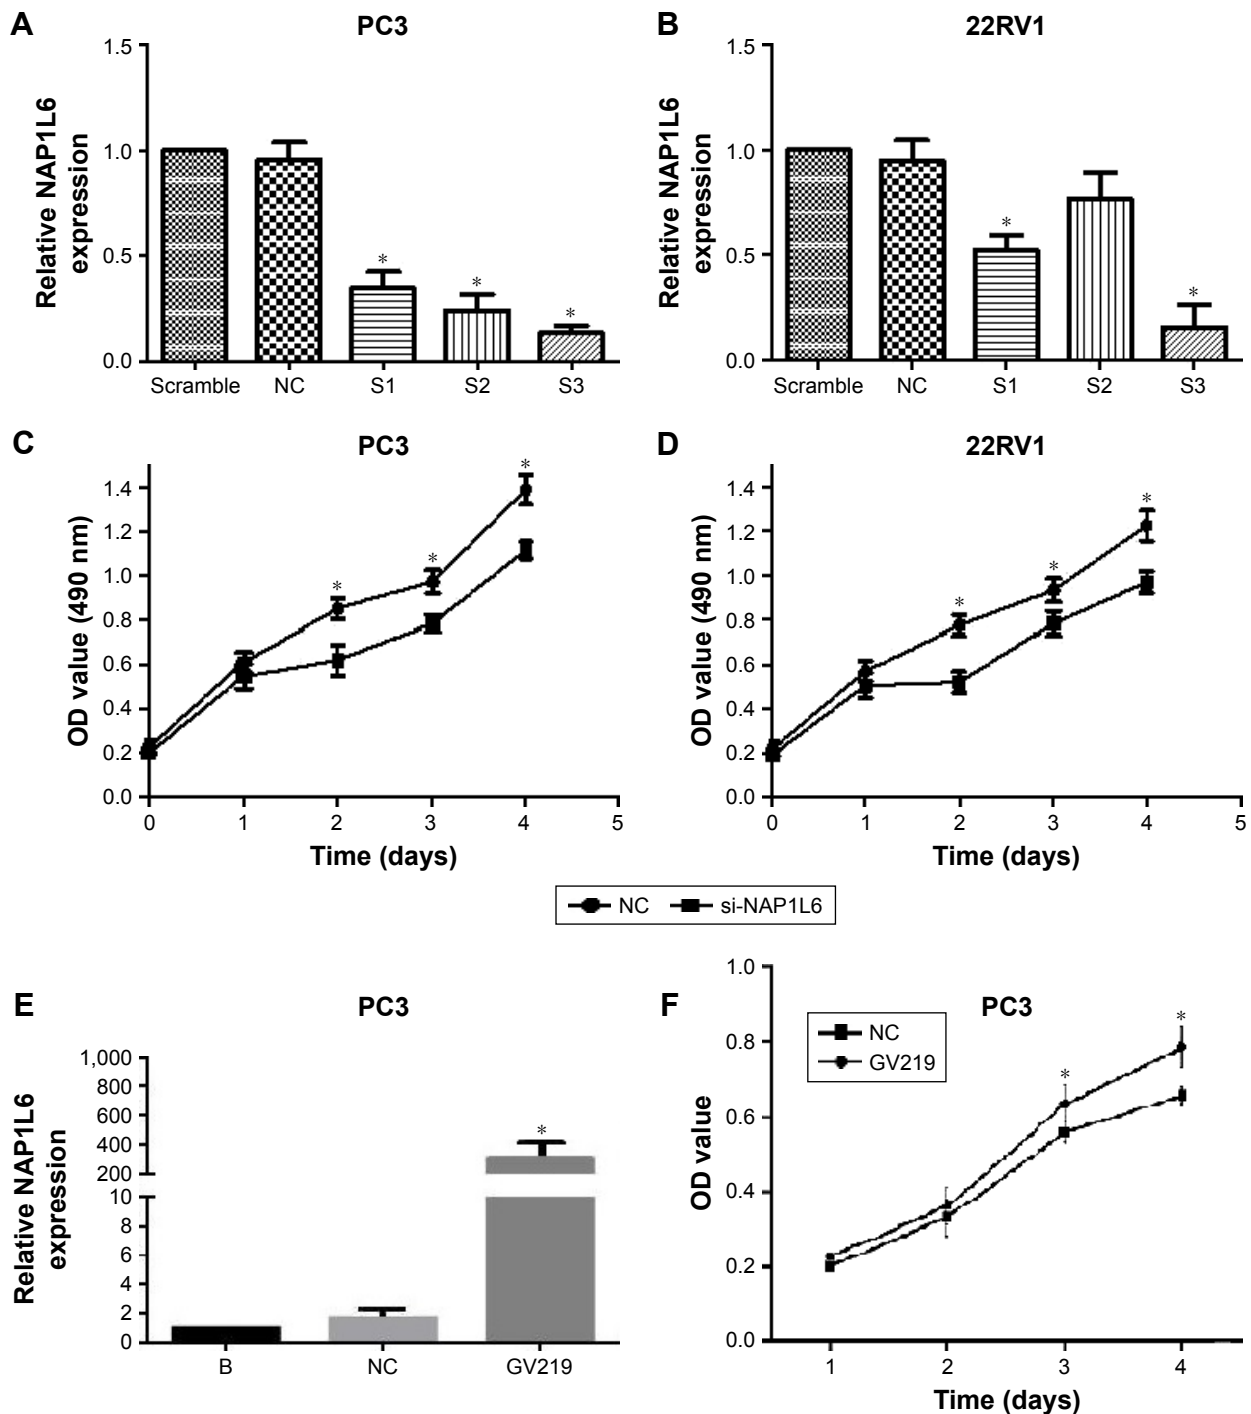 A
PC3
Relative NAP1L6
expression
1.5
1.0
0.5
0.0
*
*
*
Scramble
NC
S1
S2
S3
B
22RV1
Relative NAP1L6
expression
1.5
1.0
0.5
0.0
*
*
Scramble
NC
S1
S2
S3
C
PC3
OD value (490 nm)
1.4
1.2
1.0
0.8
0.6
0.4
0.2
0.0
*
*
*
0
1
2
3
4
5
Time (days)
D
22RV1
OD value (490 nm)
1.4
1.2
1.0
0.8
0.6
0.4
0.2
0.0
*
*
*
0
1
2
3
4
5
Time (days)
NC
si-NAP1L6
E
PC3
Relative NAP1L6
expression
1,000
800
600
400
200
10
8
6
4
2
0
*
B
NC
GV219
F
PC3
OD value
1.0
0.8
0.6
0.4
0.2
0.0
NC
GV219
*
*
1
2
3
4
Time (days)